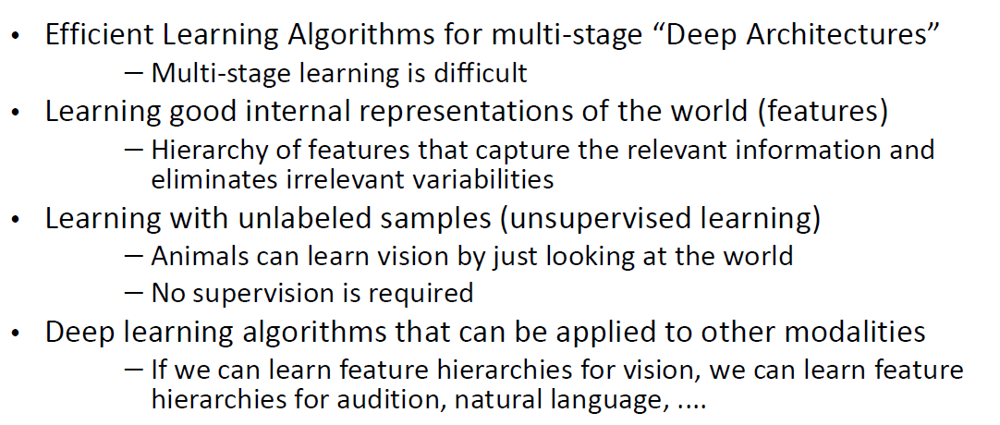 • Efficient Learning Algorithms for multi-stage “Deep Architectures”
– Multi-stage learning is difficult
• Learning good internal representations of the world (features)
– Hierarchy of features that capture the relevant information and
eliminates irrelevant variabilities
• Learning with unlabeled samples (unsupervised learning)
– Animals can learn vision by just looking at the world
– No supervision is required
• Deep learning algorithms that can be applied to other modalities
– If we can learn feature hierarchies for vision, we can learn feature
hierarchies for audition, natural language, ....